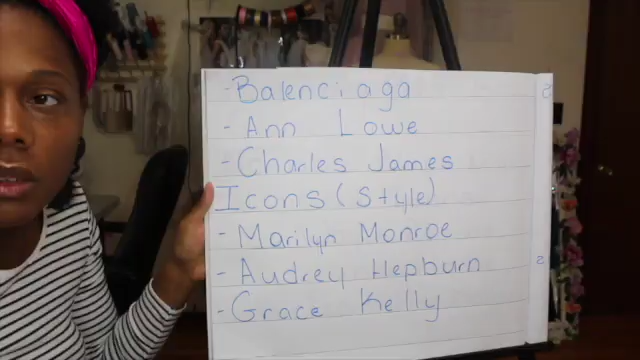 - Balenciaga
- Ann Lowe
- Charles James
Icons (Style)
- Marilyn Monroe
- Audrey Hepburn
- Grace Kelly